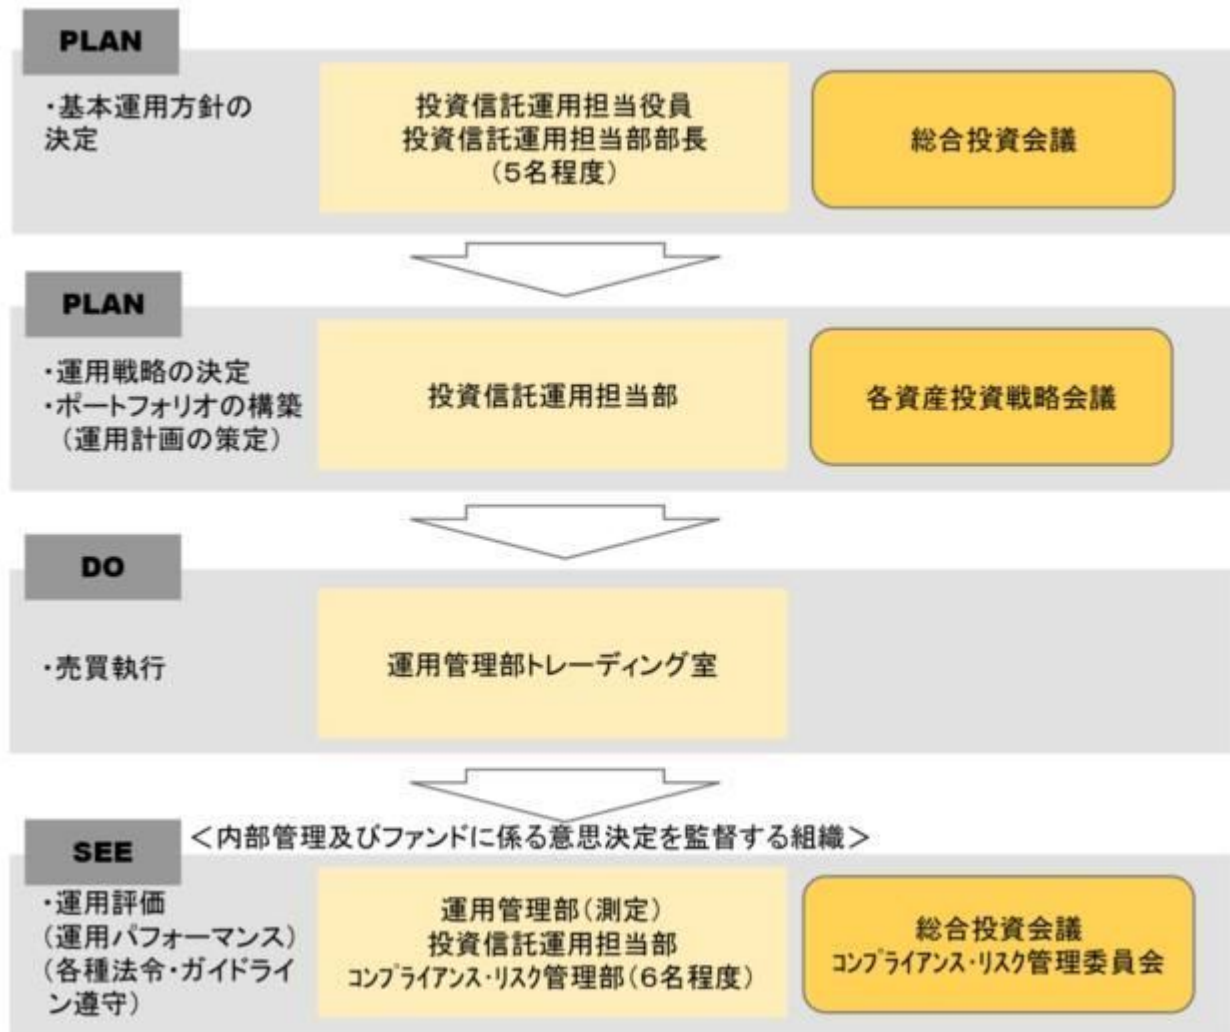 PLAN
・基本運用方針の
決定
投資信託運用担当役員
投資信託運用担当部部長
（5名程度）
総合投資会議
PLAN
・運用戦略の決定
・ポートフォリオの構築
（運用計画の策定）
投資信託運用担当部
各資産投資戦略会議
DO
・売買執行
運用管理部トレーディング室
SEE
＜内部管理及びファンドに係る意思決定を監督する組織＞
・運用評価
（運用パフォーマンス）
（各種法令・ガイドライ
ン遵守）
運用管理部（測定）
投資信託運用担当部
ｺﾝﾌﾟﾗｲｱﾝｽ・ﾘｽｸ管理部（6名程度）
総合投資会議
ｺﾝﾌﾟﾗｲｱﾝｽ・ﾘｽｸ管理委員会